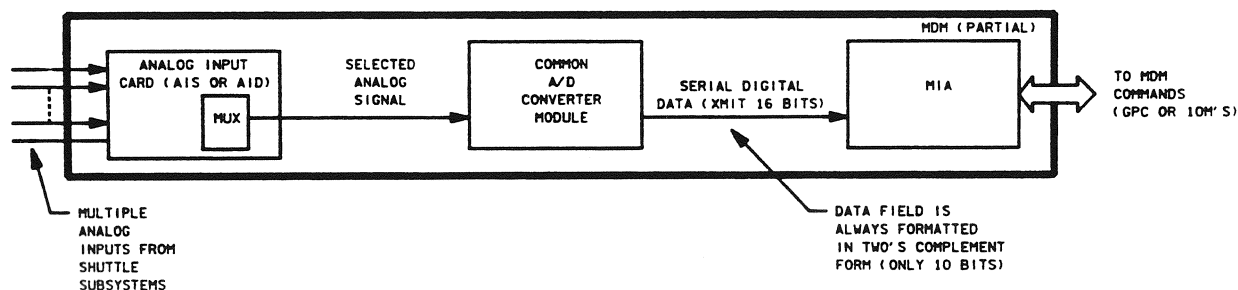 MDM (PARTIAL)
ANALOG INPUT
CARD (AIS OR AID)
MUX
SELECTED
ANALOG
SIGNAL
COMMON
A/D
CONVERTER
MODULE
SERIAL DIGITAL
DATA (XMIT 16 BITS)
MIA
TO MDM
COMMANDS
(GPC OR IOM'S)
MULTIPLE
ANALOG
INPUTS FROM
SHUTTLE
SUBSYSTEMS
DATA FIELD IS
ALWAYS FORMATTED
IN TWO'S COMPLEMENT
FORM (ONLY 10 BITS)